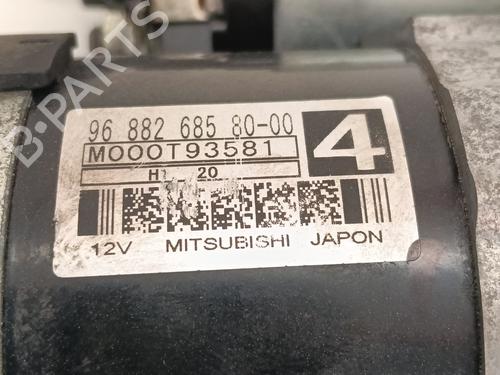 96 882 685 80-00
4
M000T93581
20
12V MITSUBISHI JAPON
B-PARTS